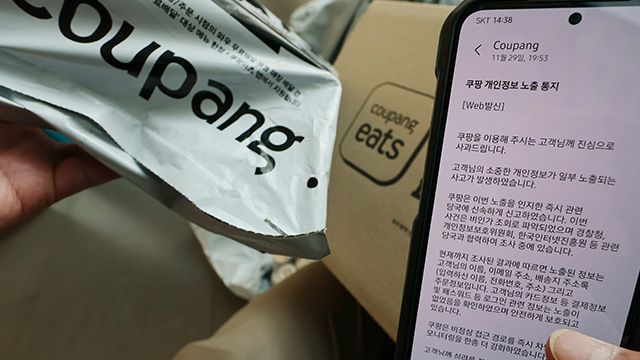 Coupang
coupang
eats
SKT 14:38
Coupang
11월 29일, 19:53
쿠팡 개인정보 노출 통지
[Web발신]
쿠팡을 이용해 주시는 고객님께 진심으로
사과드립니다.
고객님의 소중한 개인정보가 일부 노출되는
사고가 발생하였습니다.
쿠팡은 이번 노출을 인지한 즉시 관련
당국에 신속하게 신고하였습니다. 이번
사건은 비인가 조회로 파악되었으며 경찰청,
개인정보보호위원회, 한국인터넷진흥원 등 관련
당국과 협력하여 조사 중에 있습니다.
현재까지 조사된 결과에 따르면 노출된 정보는
고객님의 이름, 이메일 주소, 배송지 주소록
(입력하신 이름, 전화번호, 주소) 그리고
주문정보입니다. 고객님의 카드정보 등 결제정보
및 패스워드 등 로그인 관련 정보는 노출이
없었음을 확인하였으며 안전하게 보호되고
있습니다.
쿠팡은 비정상 접근 경로를 즉시 차
모니터링을 한층 더 강화하였습니다